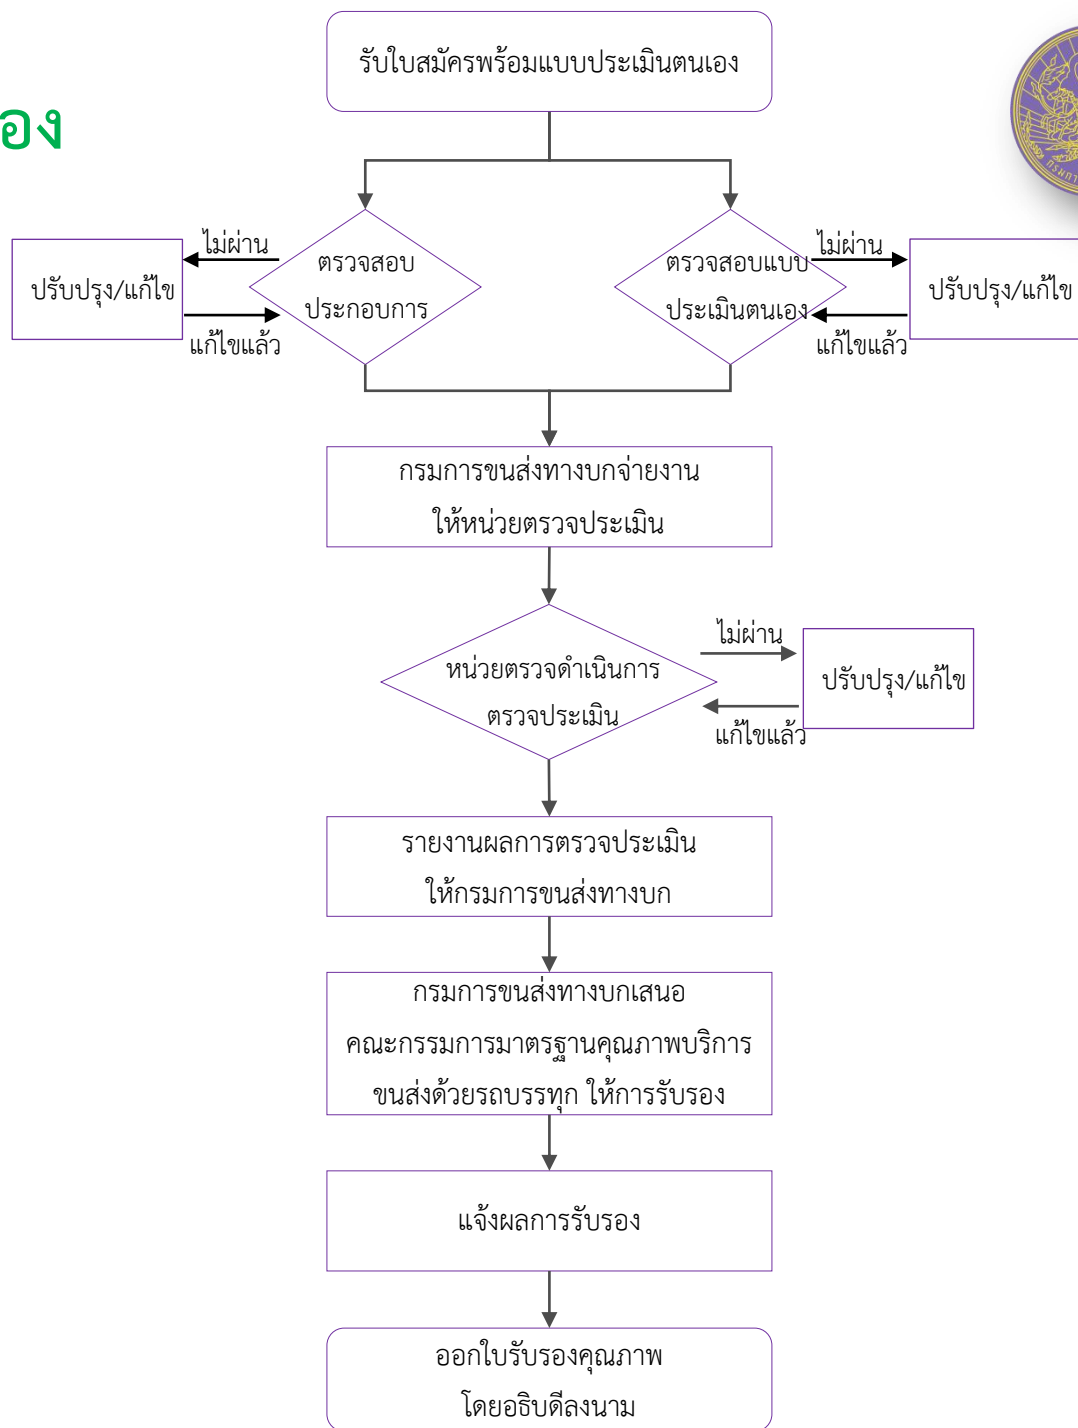 รับใบสมัครพร้อมแบบประเมินตนเอง
อง
ไม่ผ่าน
ตรวจสอบ
ประกอบการ
ปรับปรุง/แก้ไข
แก้ไขแล้ว
ตรวจสอบแบบ
ประเมินตนเอง
ไม่ผ่าน
ปรับปรุง/แก้ไข
แก้ไขแล้ว
กรมการขนส่งทางบกจ่ายงาน
ให้หน่วยตรวจประเมิน
หน่วยตรวจดำเนินการ
ตรวจประเมิน
ไม่ผ่าน
ปรับปรุง/แก้ไข
แก้ไขแล้ว
รายงานผลการตรวจประเมิน
ให้กรมการขนส่งทางบก
กรมการขนส่งทางบกเสนอ
คณะกรรมการมาตรฐานคุณภาพบริการ
ขนส่งด้วยรถบรรทุก ให้การรับรอง
แจ้งผลการรับรอง
ออกใบรับรองคุณภาพ
โดยอธิบดีลงนาม